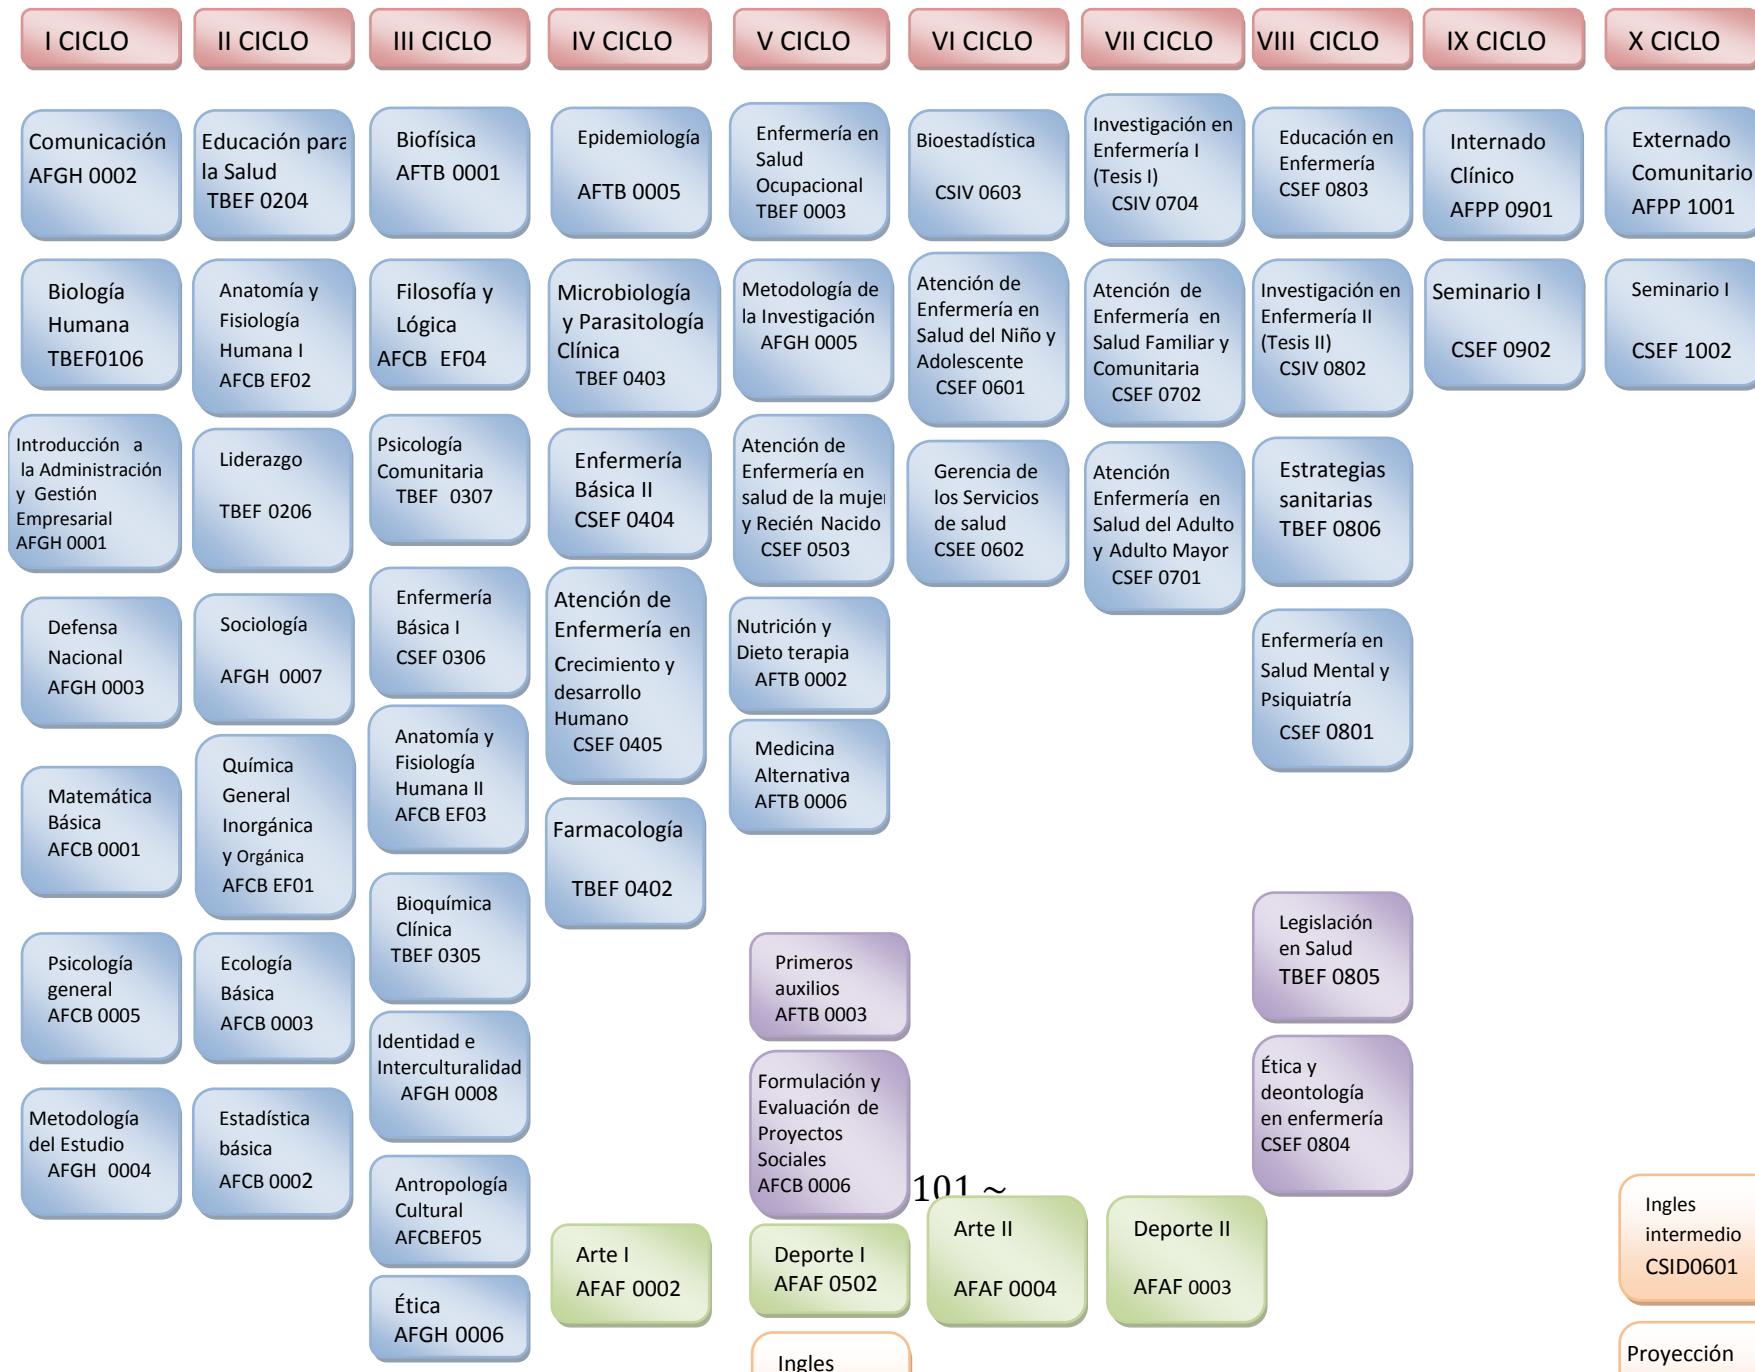 I CICLO
II CICLO
III CICLO
IV CICLO
V CICLO
VI CICLO
VII CICLO
VIII CICLO
IX CICLO
X CICLO
Comunicación
AFGH 0002
Biología
Humana
TBEF0106
Introducción a
la Administración
y Gestión
Empresarial
AFGH 0001
Defensa
Nacional
AFGH 0003
Matemática
Básica
AFCB 0001
Psicología
general
AFCB 0005
Metodología
del Estudio
AFGH 0004
Educación para
la Salud
TBEF 0204
Anatomía y
Fisiología
Humana I
AFCB EF02
Liderazgo
TBEF 0206
Sociología
AFGH 0007
Química
General
Inorgánica
y Orgánica
AFCB EF01
Ecología
Básica
AFCB 0003
Estadística
básica
AFCB 0002
Biofísica
AFTB 0001
Filosofía y
Lógica
AFCB EF04
Psicología
Comunitaria
TBEF 0307
Enfermería
Básica I
CSEF 0306
Anatomía y
Fisiología
Humana II
AFCB EF03
Bioquímica
Clínica
TBEF 0305
Identidad e
Interculturalidad
AFGH 0008
Antropología
Cultural
AFCBEF05
Ética
AFGH 0006
Epidemiología
AFTB 0005
Microbiología
y Parasitología
Clínica
TBEF 0403
Enfermería
Básica II
CSEF 0404
Atención de
Enfermería en
Crecimiento y
desarrollo
Humano
CSEF 0405
Farmacología
TBEF 0402
Arte I
AFAF 0002
Enfermería en
Salud
Ocupacional
TBEF 0003
Metodología de
la Investigación
AFGH 0005
Atención de
Enfermería en
salud de la mujer
y Recién Nacido
CSEF 0503
Nutrición y
Dieto terapia
AFTB 0002
Medicina
Alternativa
AFTB 0006
Primeros
auxilios
AFTB 0003
Formulación y
Evaluación de
Proyectos
Sociales
AFCB 0006
Deporte I
AFAF 0502
Ingles
Bioestadística
CSIV 0603
Atención de
Enfermería en
Salud del Niño y
Adolescente
CSEF 0601
Gerencia de
los Servicios
de salud
CSEE 0602
101 ~
Arte II
AFAF 0004
Investigación en
Enfermería I
(Tesis I)
CSIV 0704
Atención de
Enfermería en
Salud Familiar y
Comunitaria
CSEF 0702
Atención
Enfermería en
Salud del Adulto
y Adulto Mayor
CSEF 0701
Deporte II
AFAF 0003
Educación en
Enfermería
CSEF 0803
Investigación en
Enfermería II
(Tesis II)
CSIV 0802
Estrategias
sanitarias
TBEF 0806
Enfermería en
Salud Mental y
Psiquiatría
CSEF 0801
Legislación
en Salud
TBEF 0805
Ética y
deontología
en enfermería
CSEF 0804
Internado
Clínico
AFPP 0901
Seminario I
CSEF 0902
Externado
Comunitario
AFPP 1001
Seminario I
CSEF 1002
Ingles
intermedio
CSID0601
Proyección